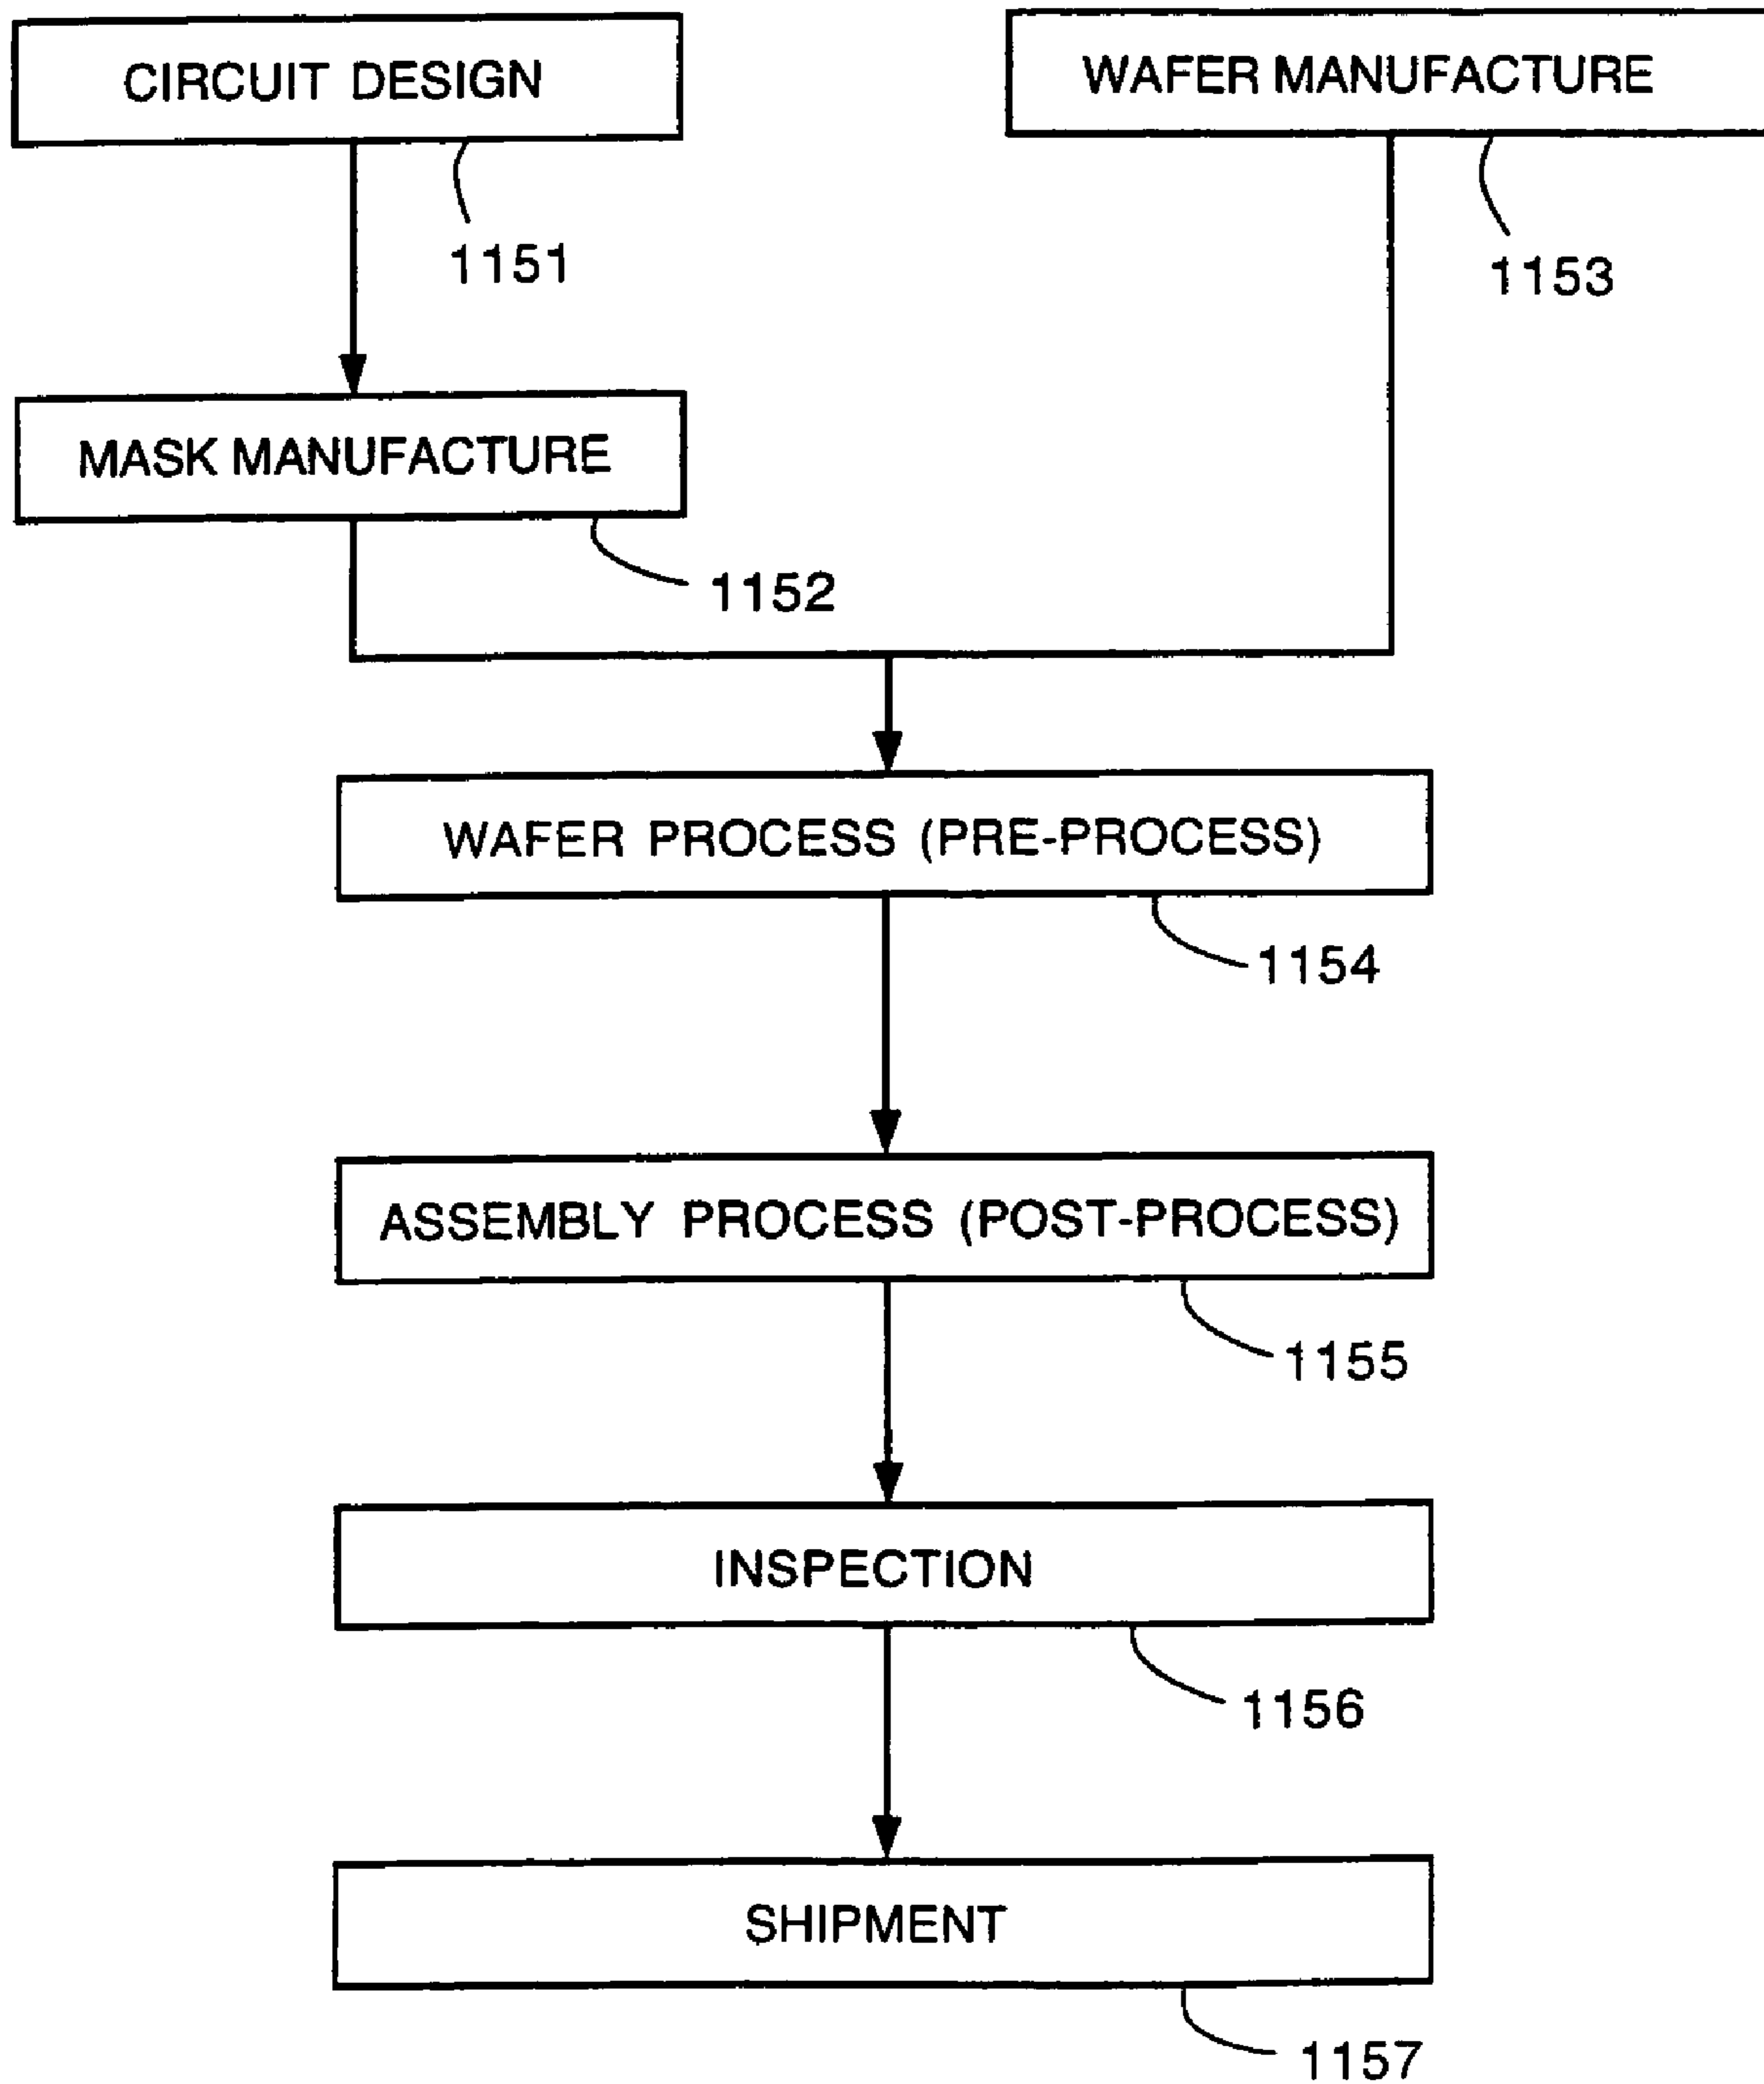 CIRCUIT DESIGN
1151
WAFER MANUFACTURE
1153
MASK MANUFACTURE
1152
WAFER PROCESS (PRE-PROCESS)
1154
ASSEMBLY PROCESS (POST-PROCESS)
1155
INSPECTION
1156
SHIPMENT
1157